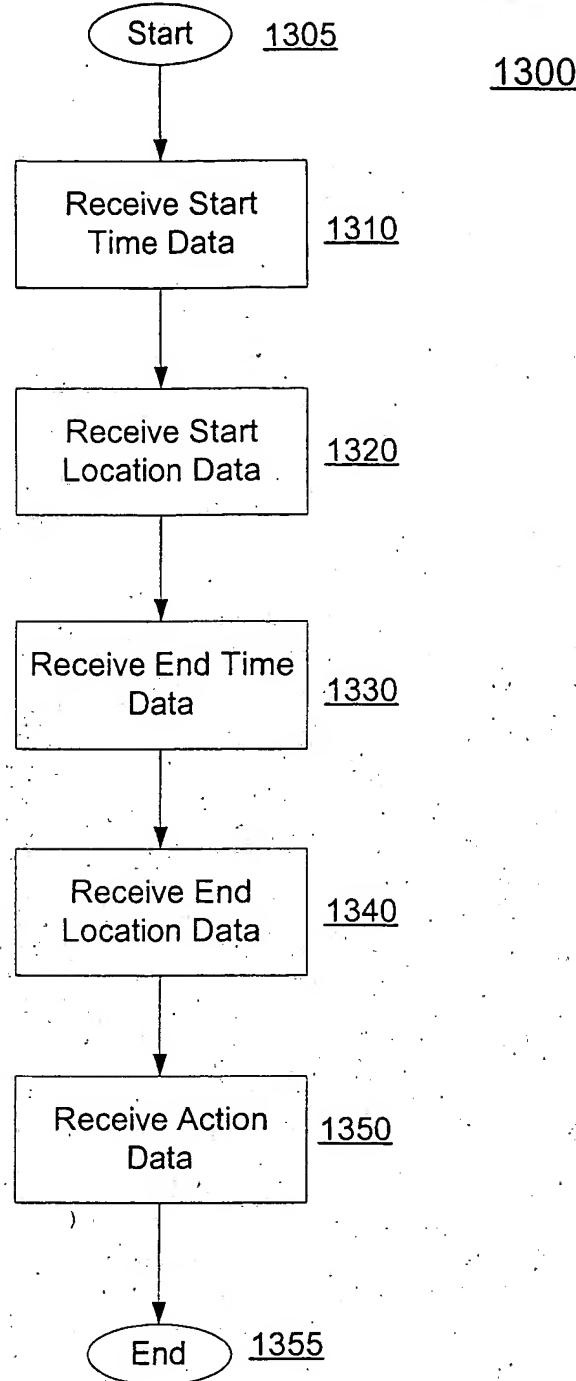 Start
1305
1300
Receive Start
Time Data
1310
Receive Start
Location Data
1320
Receive End Time
Data
1330
Receive End
Location Data
1340
Receive Action
Data
1350
End
1355